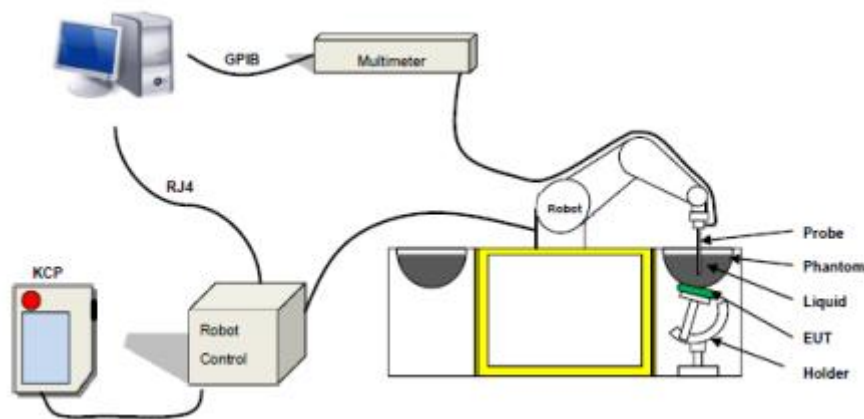 GPIB
Multimeter
RJ4
Robot
KCP
Robot
Control
Probe
Phantom
Liquid
EUT
Holder